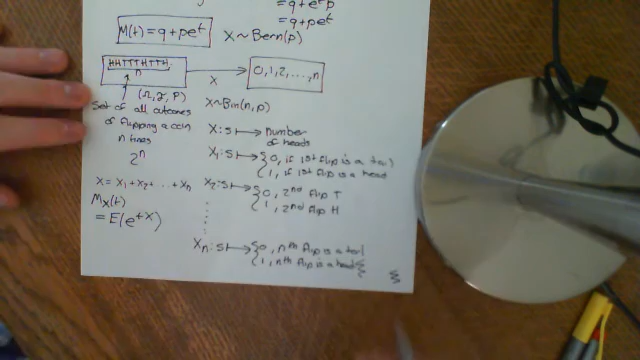 = q + e^t p
= q + pe^t
M(t) = q + pe^t X ~ Bern(p)
HHTTTHTTH.
n
X
0, 1, 2, ..., n
(Ω, F, P)
X ~ Bin(n, p)
Set of all outcomes
of flipping a coin
n times
2^n
X : s ↦ number
of heads
X₁ : s ↦ { 0, if 1st flip is a tail
1, if 1st flip is a head
X = X₁ + X₂ + ... + Xn
X₂ : s ↦ { 0, 2nd flip T
1, 2nd flip H
Mx(t)
= E(e^tX)
Xn : s ↦ { 0, nth flip is a tail
1, nth flip is a head